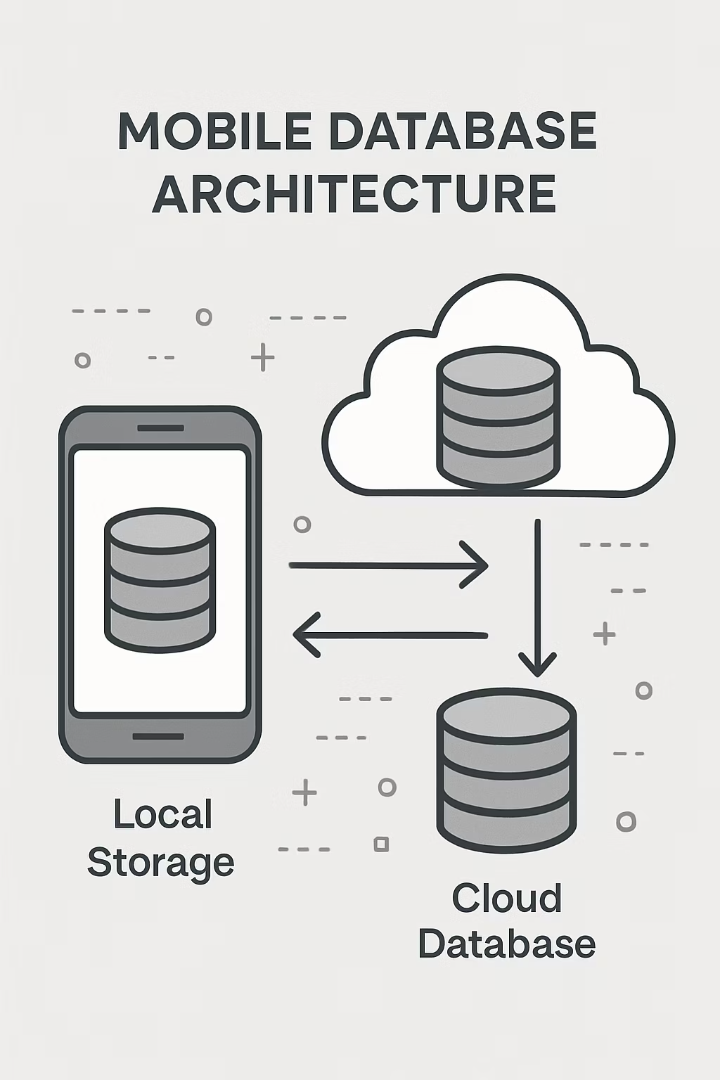 MOBILE DATABASE
ARCHITECTURE
Local
Storage
Cloud
Database